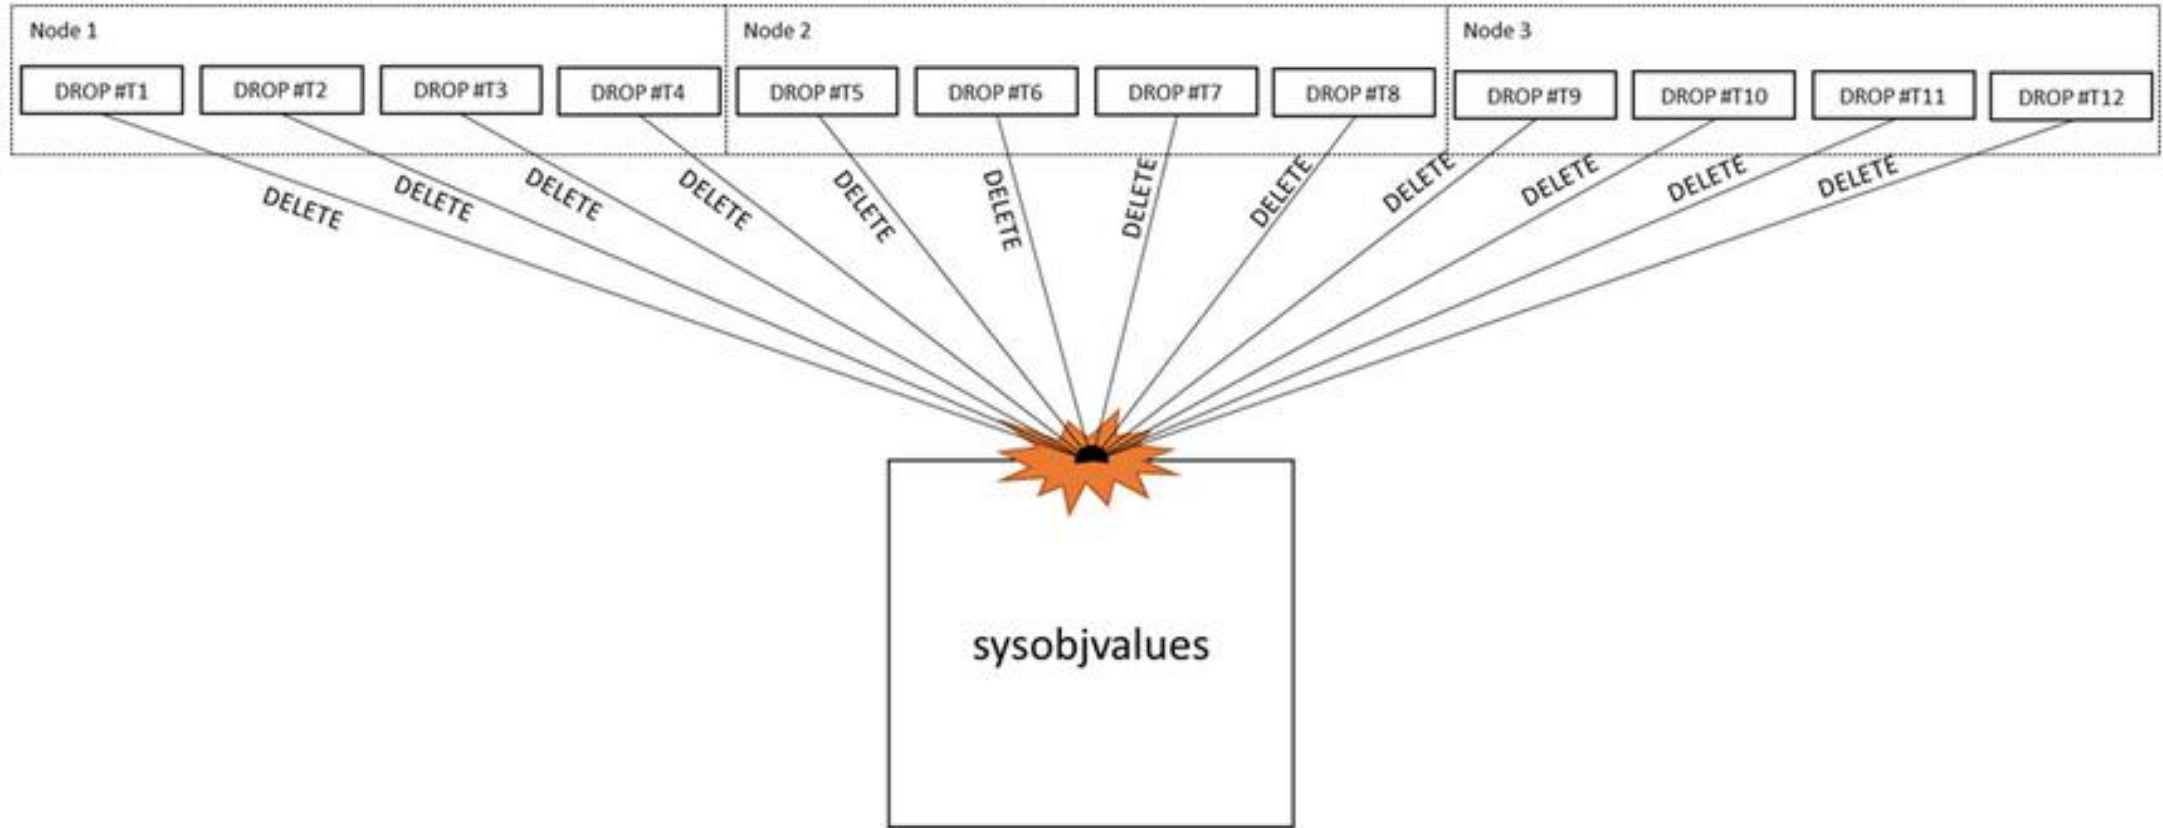 Node 1
Node 2
Node 3
DROP #T1
DROP #T2
DROP #T3
DROP #T4
DROP #T5
DROP #T6
DROP #T7
DROP #T8
DROP #T9
DROP #T10
DROP #T11
DROP #T12
DELETE
DELETE
DELETE
DELETE
DELETE
DELETE
DELETE
DELETE
DELETE
DELETE
DELETE
DELETE
sysobjvalues